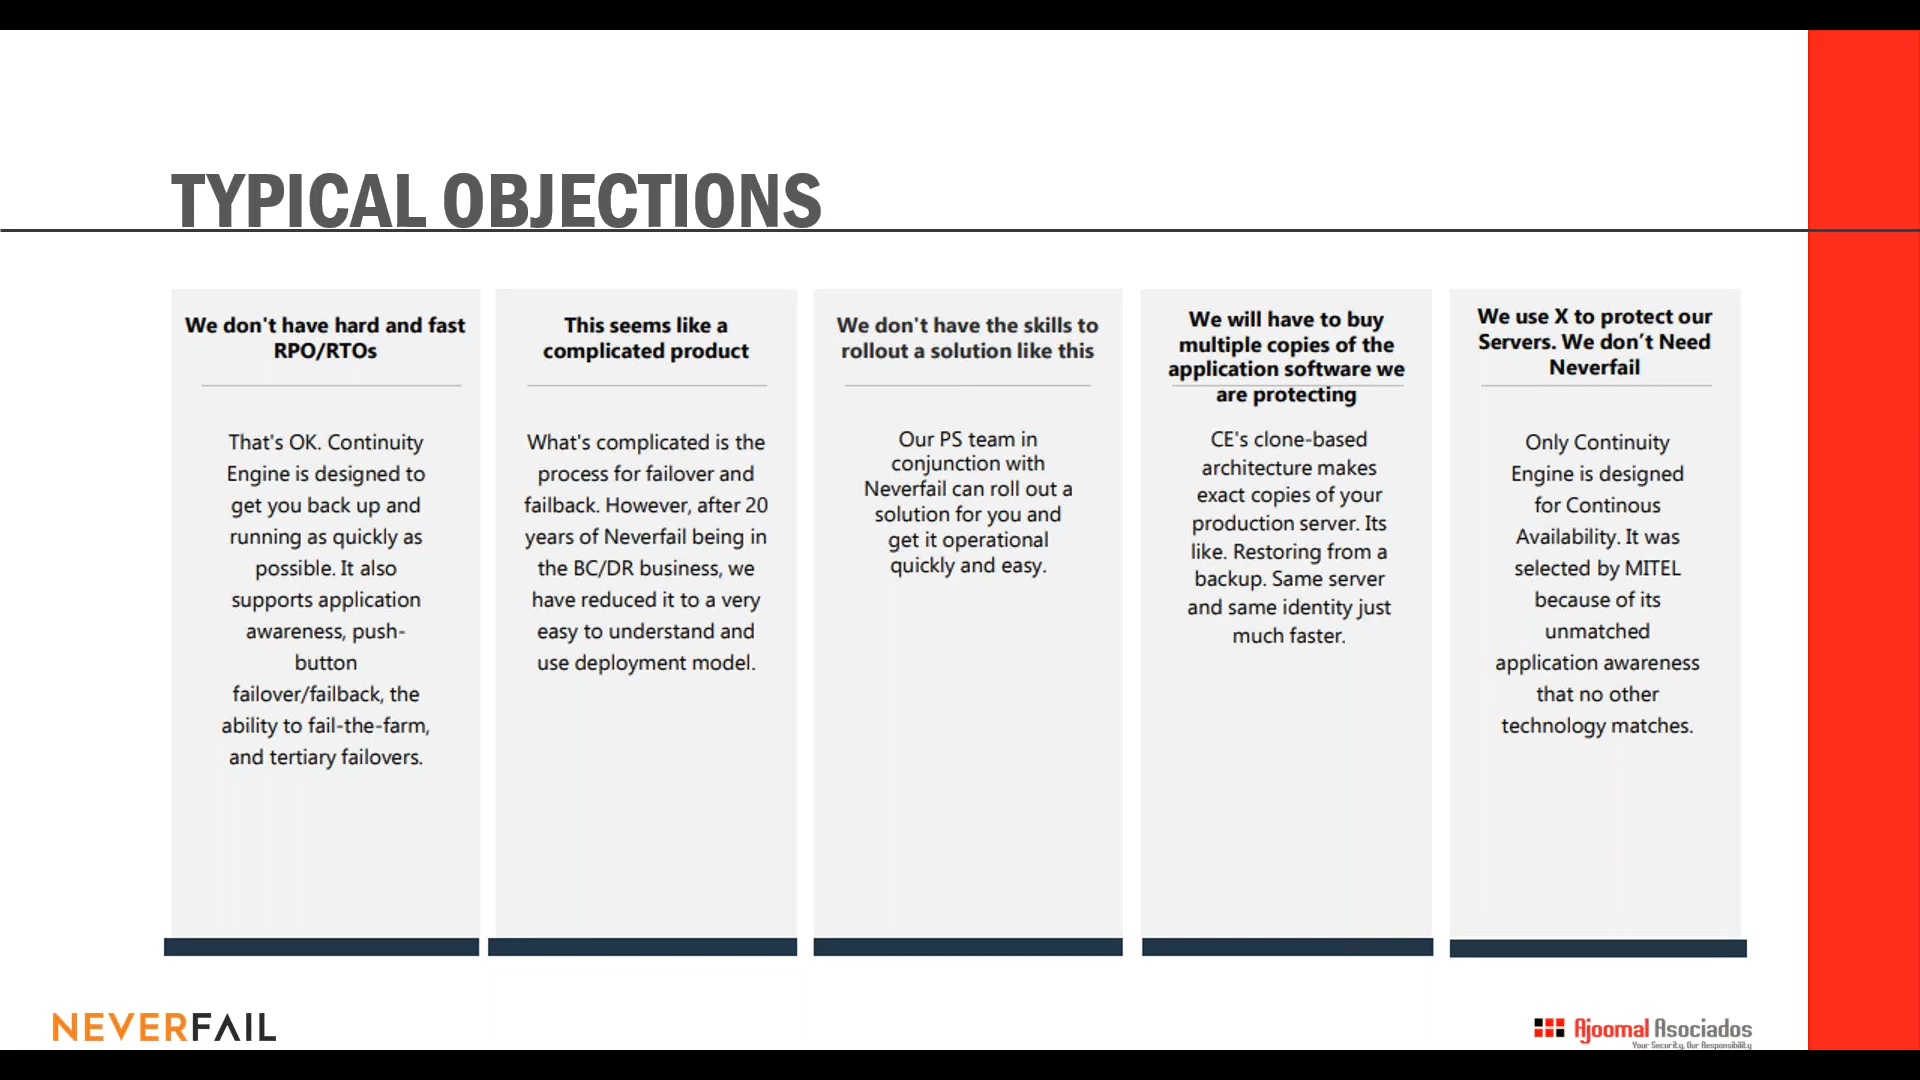 TYPICAL OBJECTIONS
We don't have hard and fast
RPO/RTOs
That's OK. Continuity
Engine is designed to
get you back up and
running as quickly as
possible. It also
supports application
awareness, push-
button
failover/failback, the
ability to fail-the-farm,
and tertiary failovers.
This seems like a
complicated product
What's complicated is the
process for failover and
failback. However, after 20
years of Neverfail being in
the BC/DR business, we
have reduced it to a very
easy to understand and
use deployment model.
We don't have the skills to
rollout a solution like this
Our PS team in
conjunction with
Neverfail can roll out a
solution for you and
get it operational
quickly and easy.
We will have to buy
multiple copies of the
application software we
are protecting
CE's clone-based
architecture makes
exact copies of your
production server. Its
like. Restoring from a
backup. Same server
and same identity just
much faster.
We use X to protect our
Servers. We don’t Need
Neverfail
Only Continuity
Engine is designed
for Continous
Availability. It was
selected by MITEL
because of its
unmatched
application awareness
that no other
technology matches.
NEVERFAIL
Ajoomal Asociados
Your Security, Our Responsibility